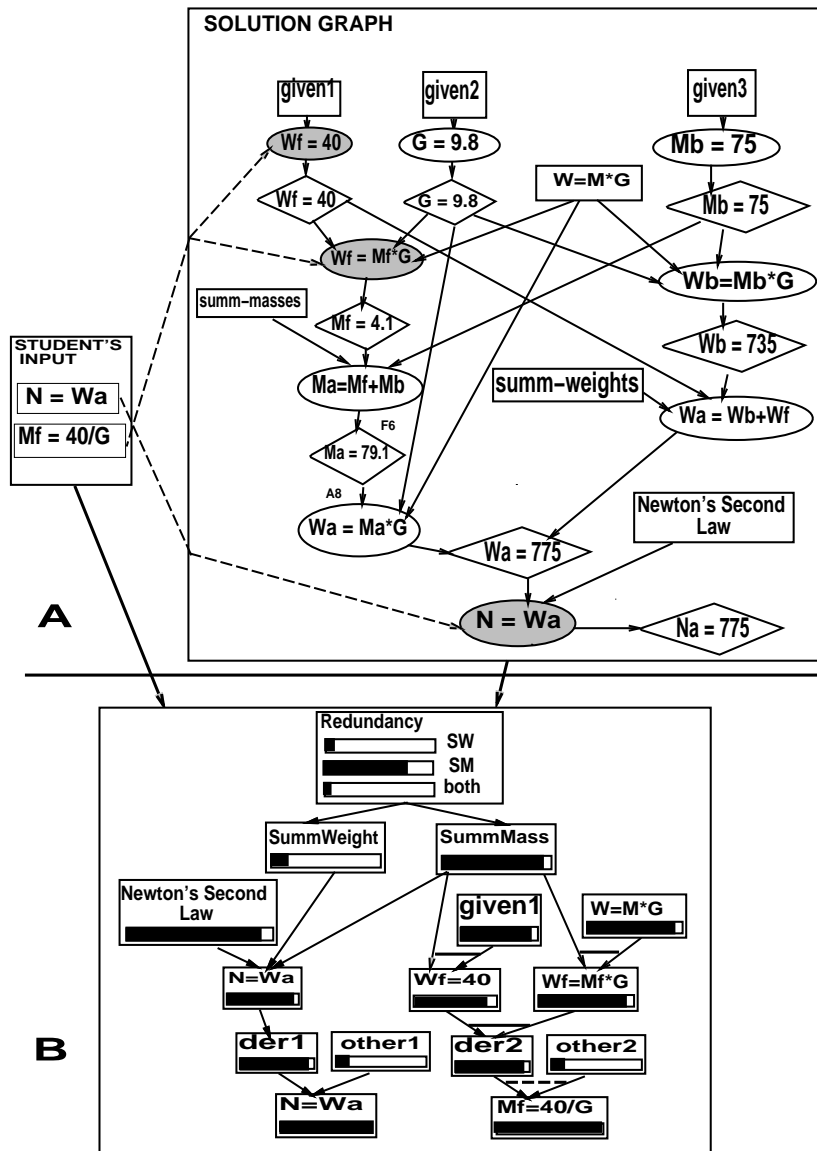 SOLUTION GRAPH
given1
given2
given3
Wf = 40
G = 9.8
Mb = 75
W=M*G
Wf = 40
G = 9.8
Mb = 75
Wf = Mf*G
Wb=Mb*G
summ-masses
Mf = 4.1
STUDENT'S
INPUT
N = Wa
Mf = 40/G
Wb = 735
Ma=Mf+Mb
summ-weights
Wa = Wb+Wf
F6
Ma = 79.1
A8
Wa = Ma*G
Newton's Second
Law
Wa = 775
A
N = Wa
Na = 775
Redundancy
SW
SM
both
SummWeight
SummMass
Newton's Second
Law
given1
W=M*G
N=Wa
Wf=40
Wf=Mf*G
B
der1
other1
der2
other2
N=Wa
Mf=40/G